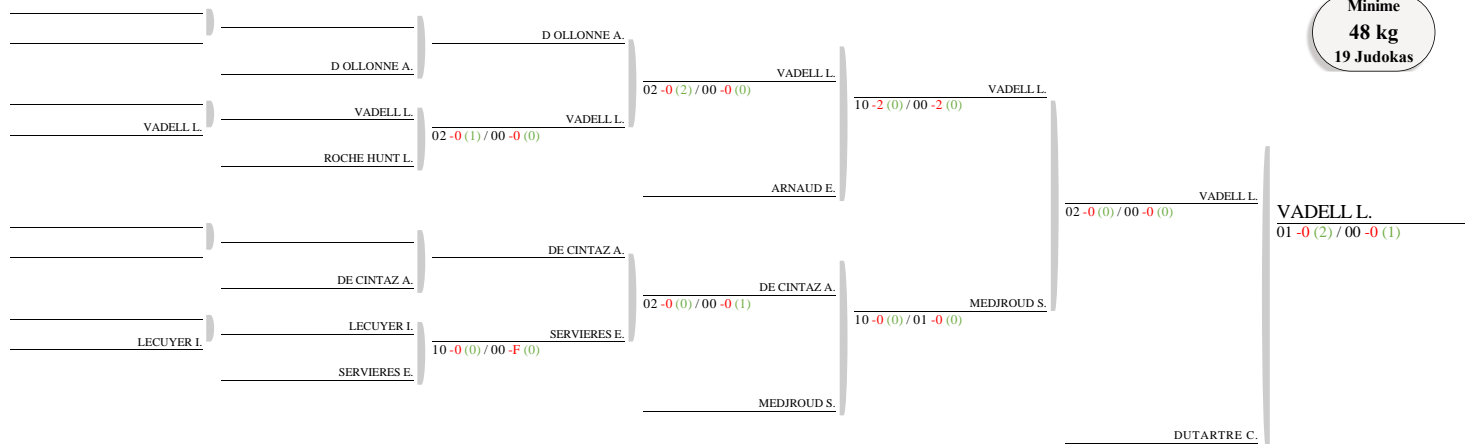 Minime
48 kg
19 Judokas
D OLLONNE A.
D OLLONNE A.
VADELL L.
02 -0 (2) / 00 -0 (0)
VADELL L.
10 -2 (0) / 00 -2 (0)
VADELL L.
VADELL L.
VADELL L.
02 -0 (1) / 00 -0 (0)
ROCHE HUNT L.
ARNAUD E.
VADELL L.
02 -0 (0) / 00 -0 (0)
VADELL L.
01 -0 (2) / 00 -0 (1)
DE CINTAZ A.
DE CINTAZ A.
DE CINTAZ A.
02 -0 (0) / 00 -0 (1)
MEDJROUD S.
10 -0 (0) / 01 -0 (0)
LECUYER I.
LECUYER I.
SERVIERES E.
10 -0 (0) / 00 -F (0)
SERVIERES E.
MEDJROUD S.
DUTARTRE C.